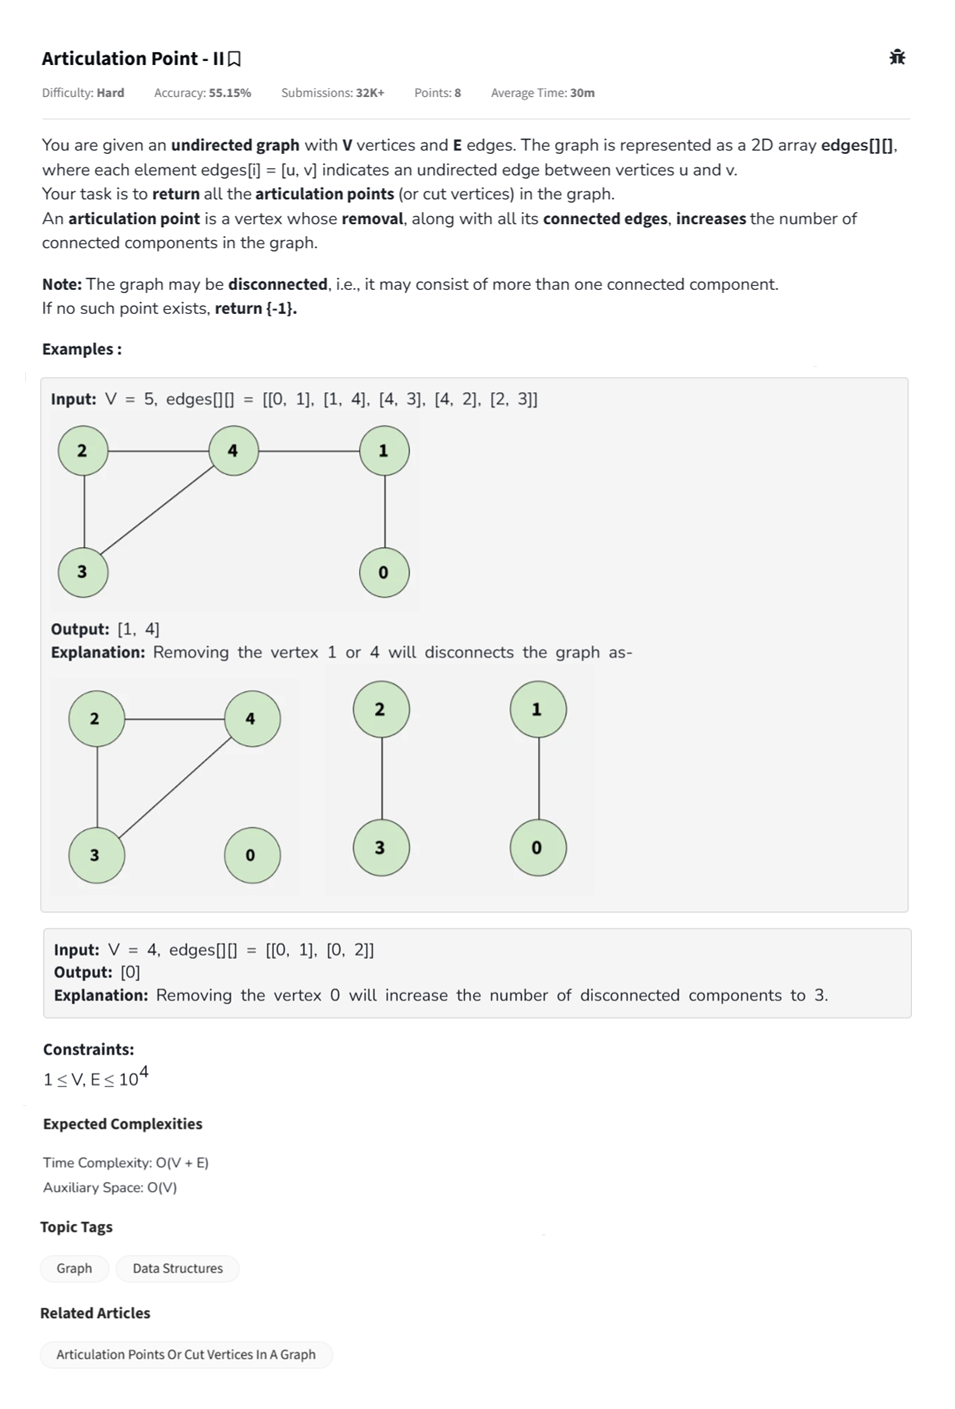 Articulation Point - II
Difficulty: Hard Accuracy: 55.15% Submissions: 32K+ Points: 8 Average Time: 30m
You are given an undirected graph with V vertices and E edges. The graph is represented as a 2D array edges[][],
where each element edges[i] = [u, v] indicates an undirected edge between vertices u and v.
Your task is to return all the articulation points (or cut vertices) in the graph.
An articulation point is a vertex whose removal, along with all its connected edges, increases the number of
connected components in the graph.
Note: The graph may be disconnected, i.e., it may consist of more than one connected component.
If no such point exists, return {-1}.
Examples :
Input: V = 5, edges[][] = [[0, 1], [1, 4], [4, 3], [4, 2], [2, 3]]
2 4 1
3 0
Output: [1, 4]
Explanation: Removing the vertex 1 or 4 will disconnects the graph as-
2 4 2 1
3 0 3 0
Input: V = 4, edges[][] = [[0, 1], [0, 2]]
Output: [0]
Explanation: Removing the vertex 0 will increase the number of disconnected components to 3.
Constraints:
1 ≤ V, E ≤ 10⁴
Expected Complexities
Time Complexity: O(V + E)
Auxiliary Space: O(V)
Topic Tags
Graph Data Structures
Related Articles
Articulation Points Or Cut Vertices In A Graph